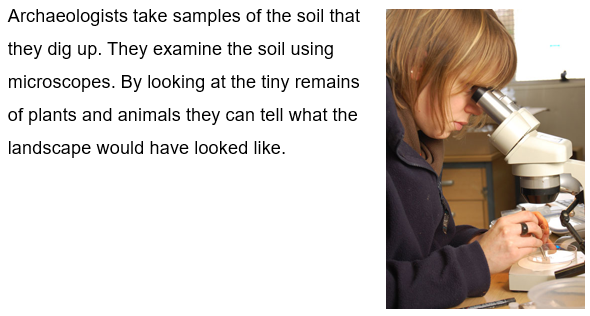 Archaeologists take samples of the soil that
they dig up. They examine the soil using
microscopes. By looking at the tiny remains
of plants and animals they can tell what the
landscape would have looked like.